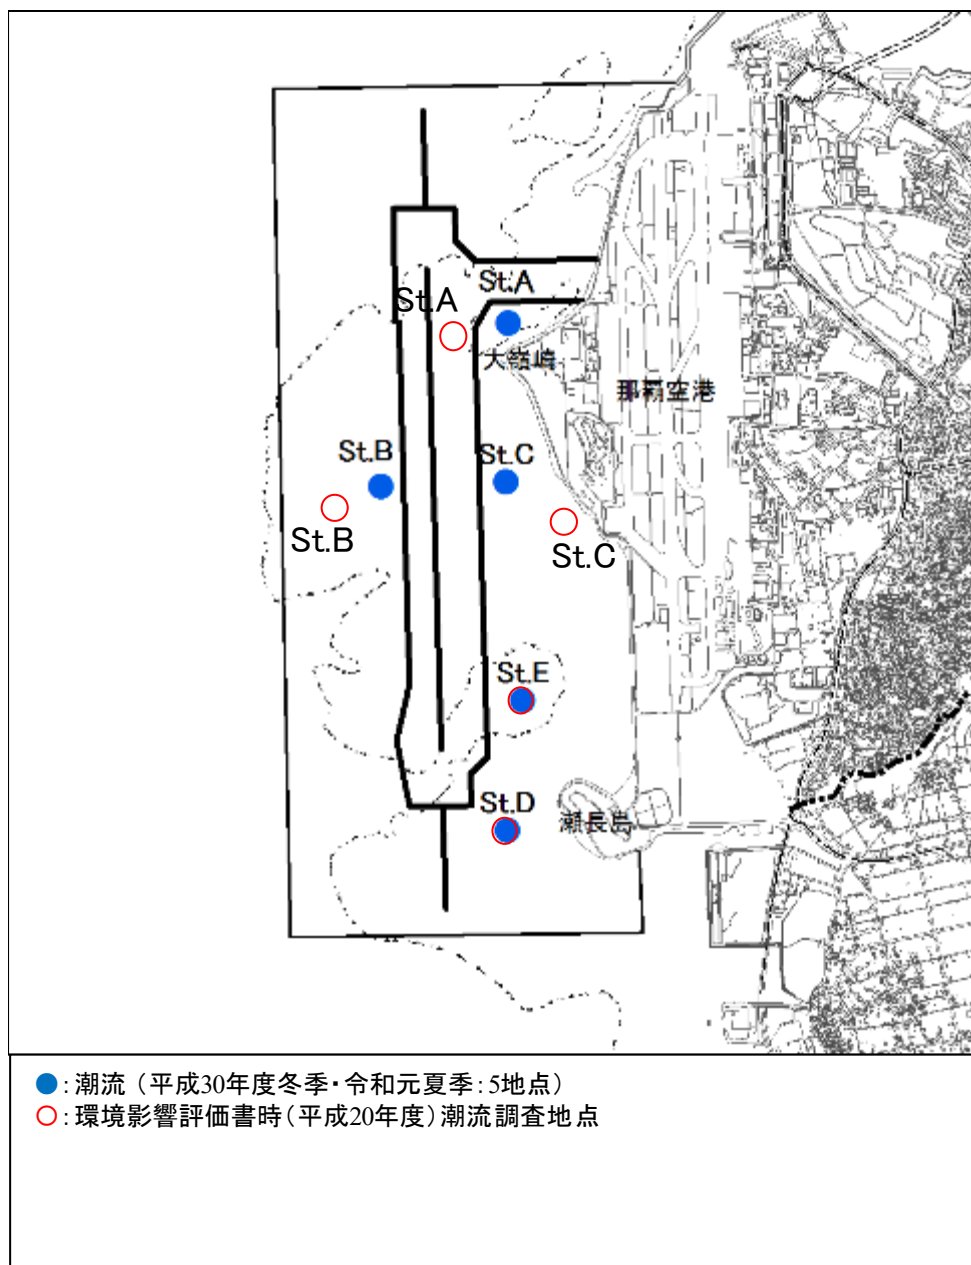 St.A
St.A
大嶺崎
那覇空港
St.B
St.C
St.B
St.C
St.E
St.D
瀬長島
●：潮流（平成30年度冬季・令和元夏季：5地点）
○：環境影響評価書時（平成20年度）潮流調査地点